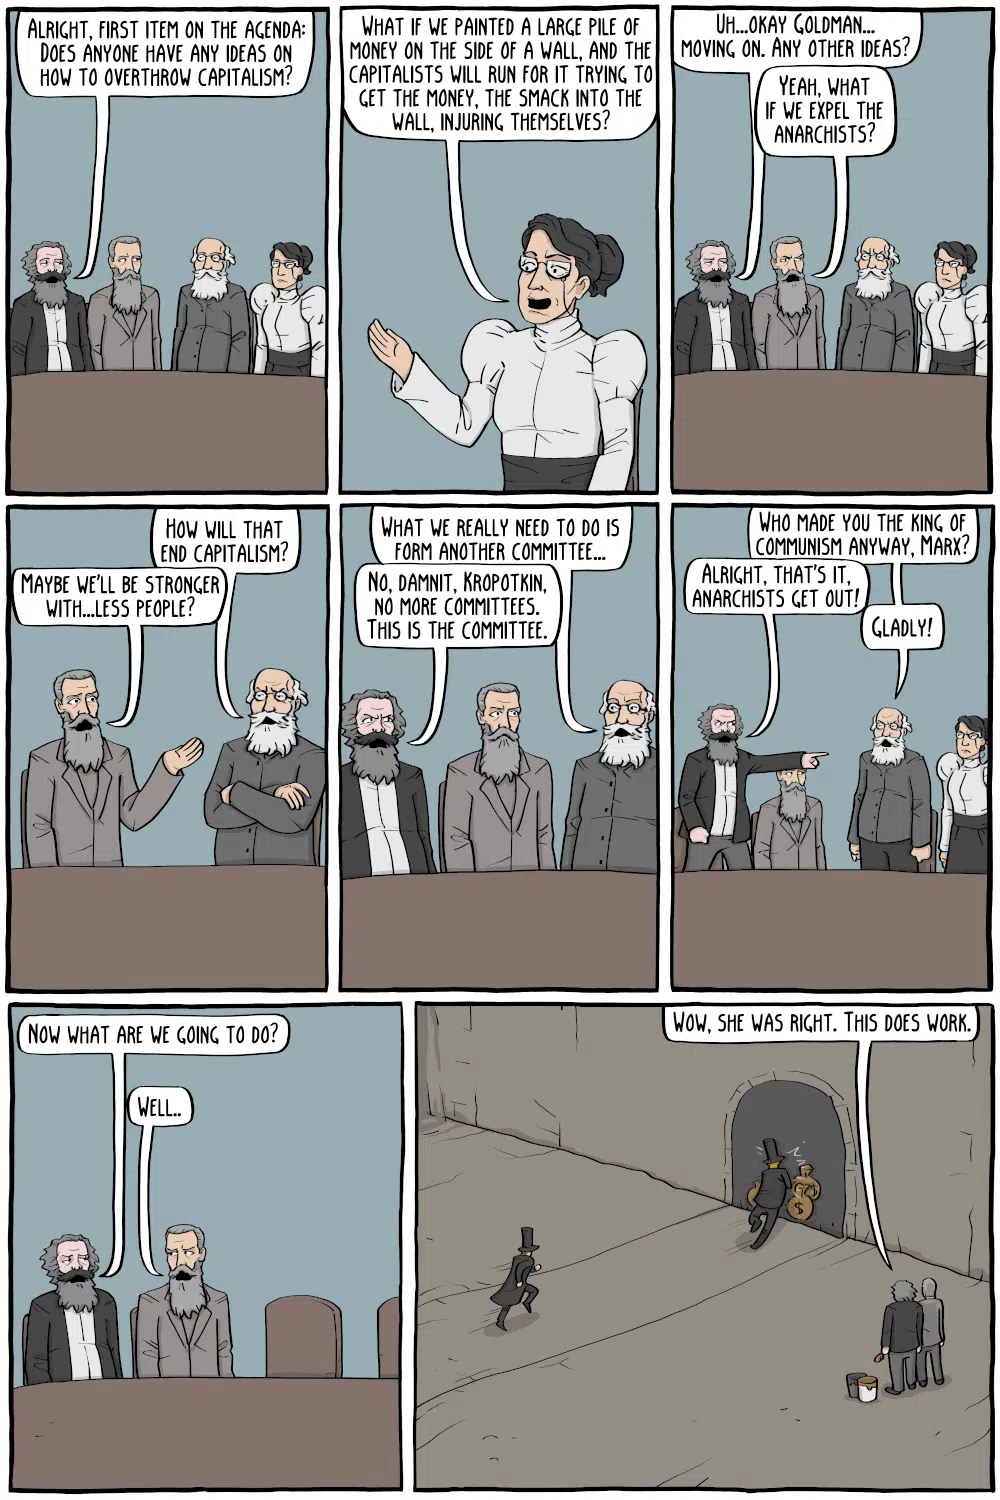 Alright, first item on the agenda:
Does anyone have any ideas on
how to overthrow capitalism?
What if we painted a large pile of
money on the side of a wall, and the
capitalists will run for it trying to
get the money, the smack into the
wall, injuring themselves?
Uh...okay Goldman...
moving on. Any other ideas?
Yeah, what
if we expel the
anarchists?
How will that
end capitalism?
Maybe we'll be stronger
with...less people?
What we really need to do is
form another committee...
No, damnit, Kropotkin,
no more committees.
This is the committee.
Who made you the king of
communism anyway, Marx?
Alright, that's it,
anarchists get out!
Gladly!
Now what are we going to do?
Well..
Wow, she was right. This does work.
$